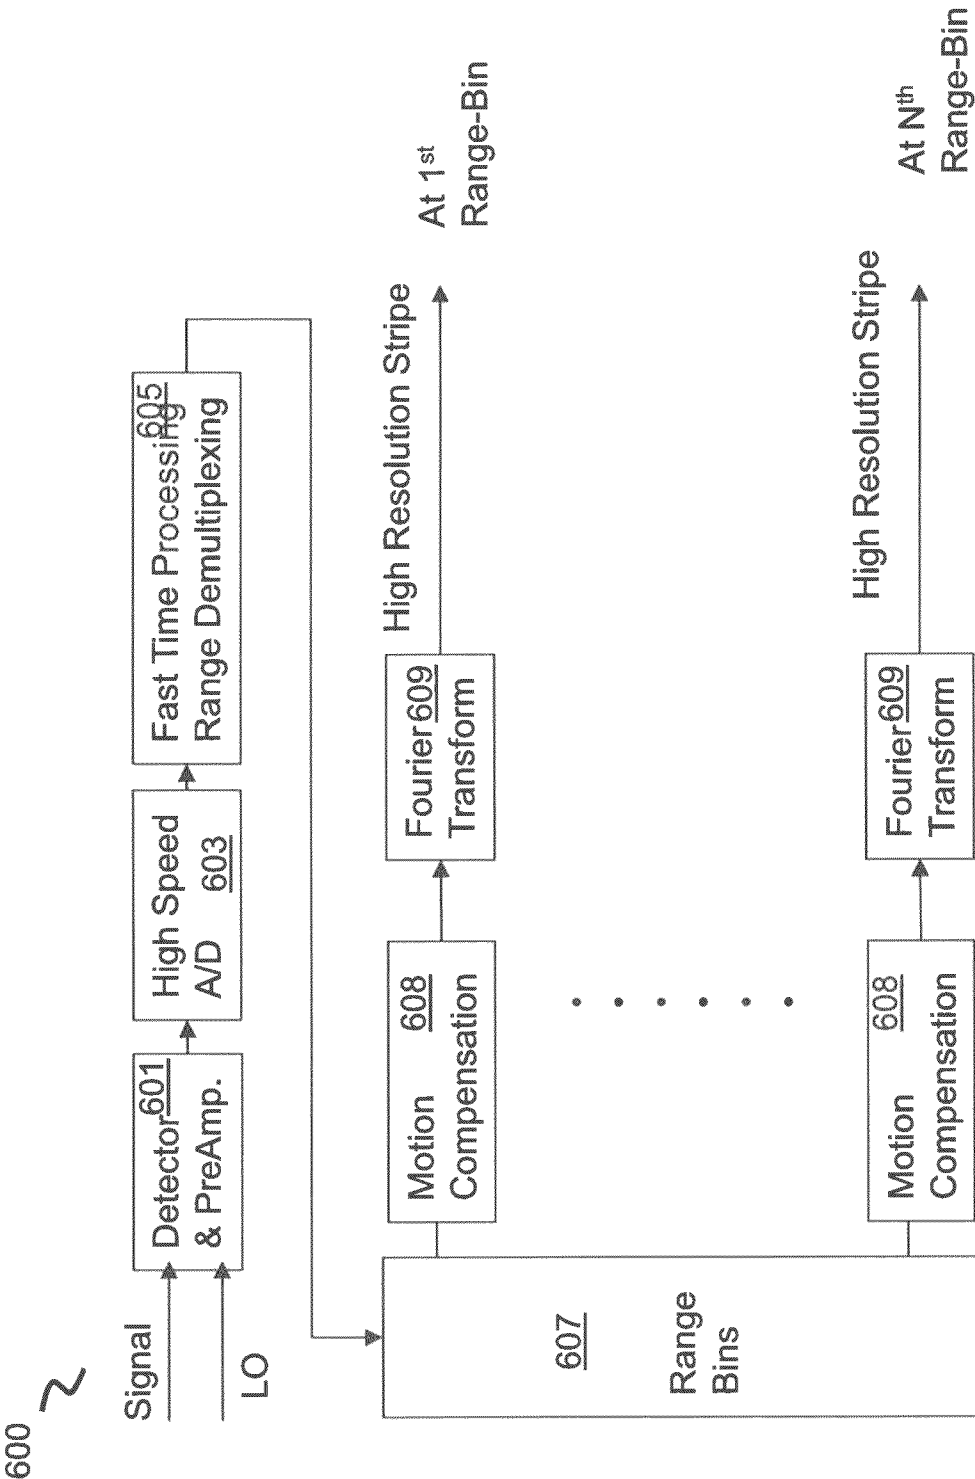 600
Signal
LO
Detector 601
& PreAmp.
High Speed
A/D 603
605
Fast Time Processing
Range Demultiplexing
607
Range
Bins
Motion 608
Compensation
Fourier 609
Transform
High Resolution Stripe
At 1st
Range-Bin
Motion 608
Compensation
Fourier 609
Transform
High Resolution Stripe
At Nth
Range-Bin